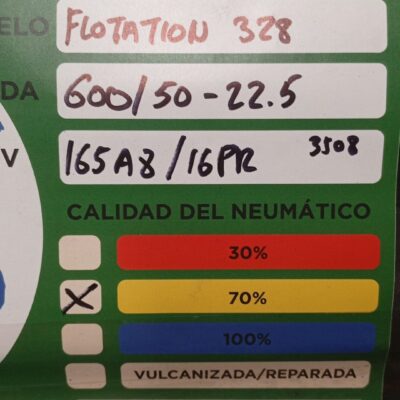 ELO FLOTATION 328
DA 600/50-22.5
V 165A8/16PR 3508
CALIDAD DEL NEUMÁTICO
30%
X 70%
100%
VULCANIZADA/REPARADA